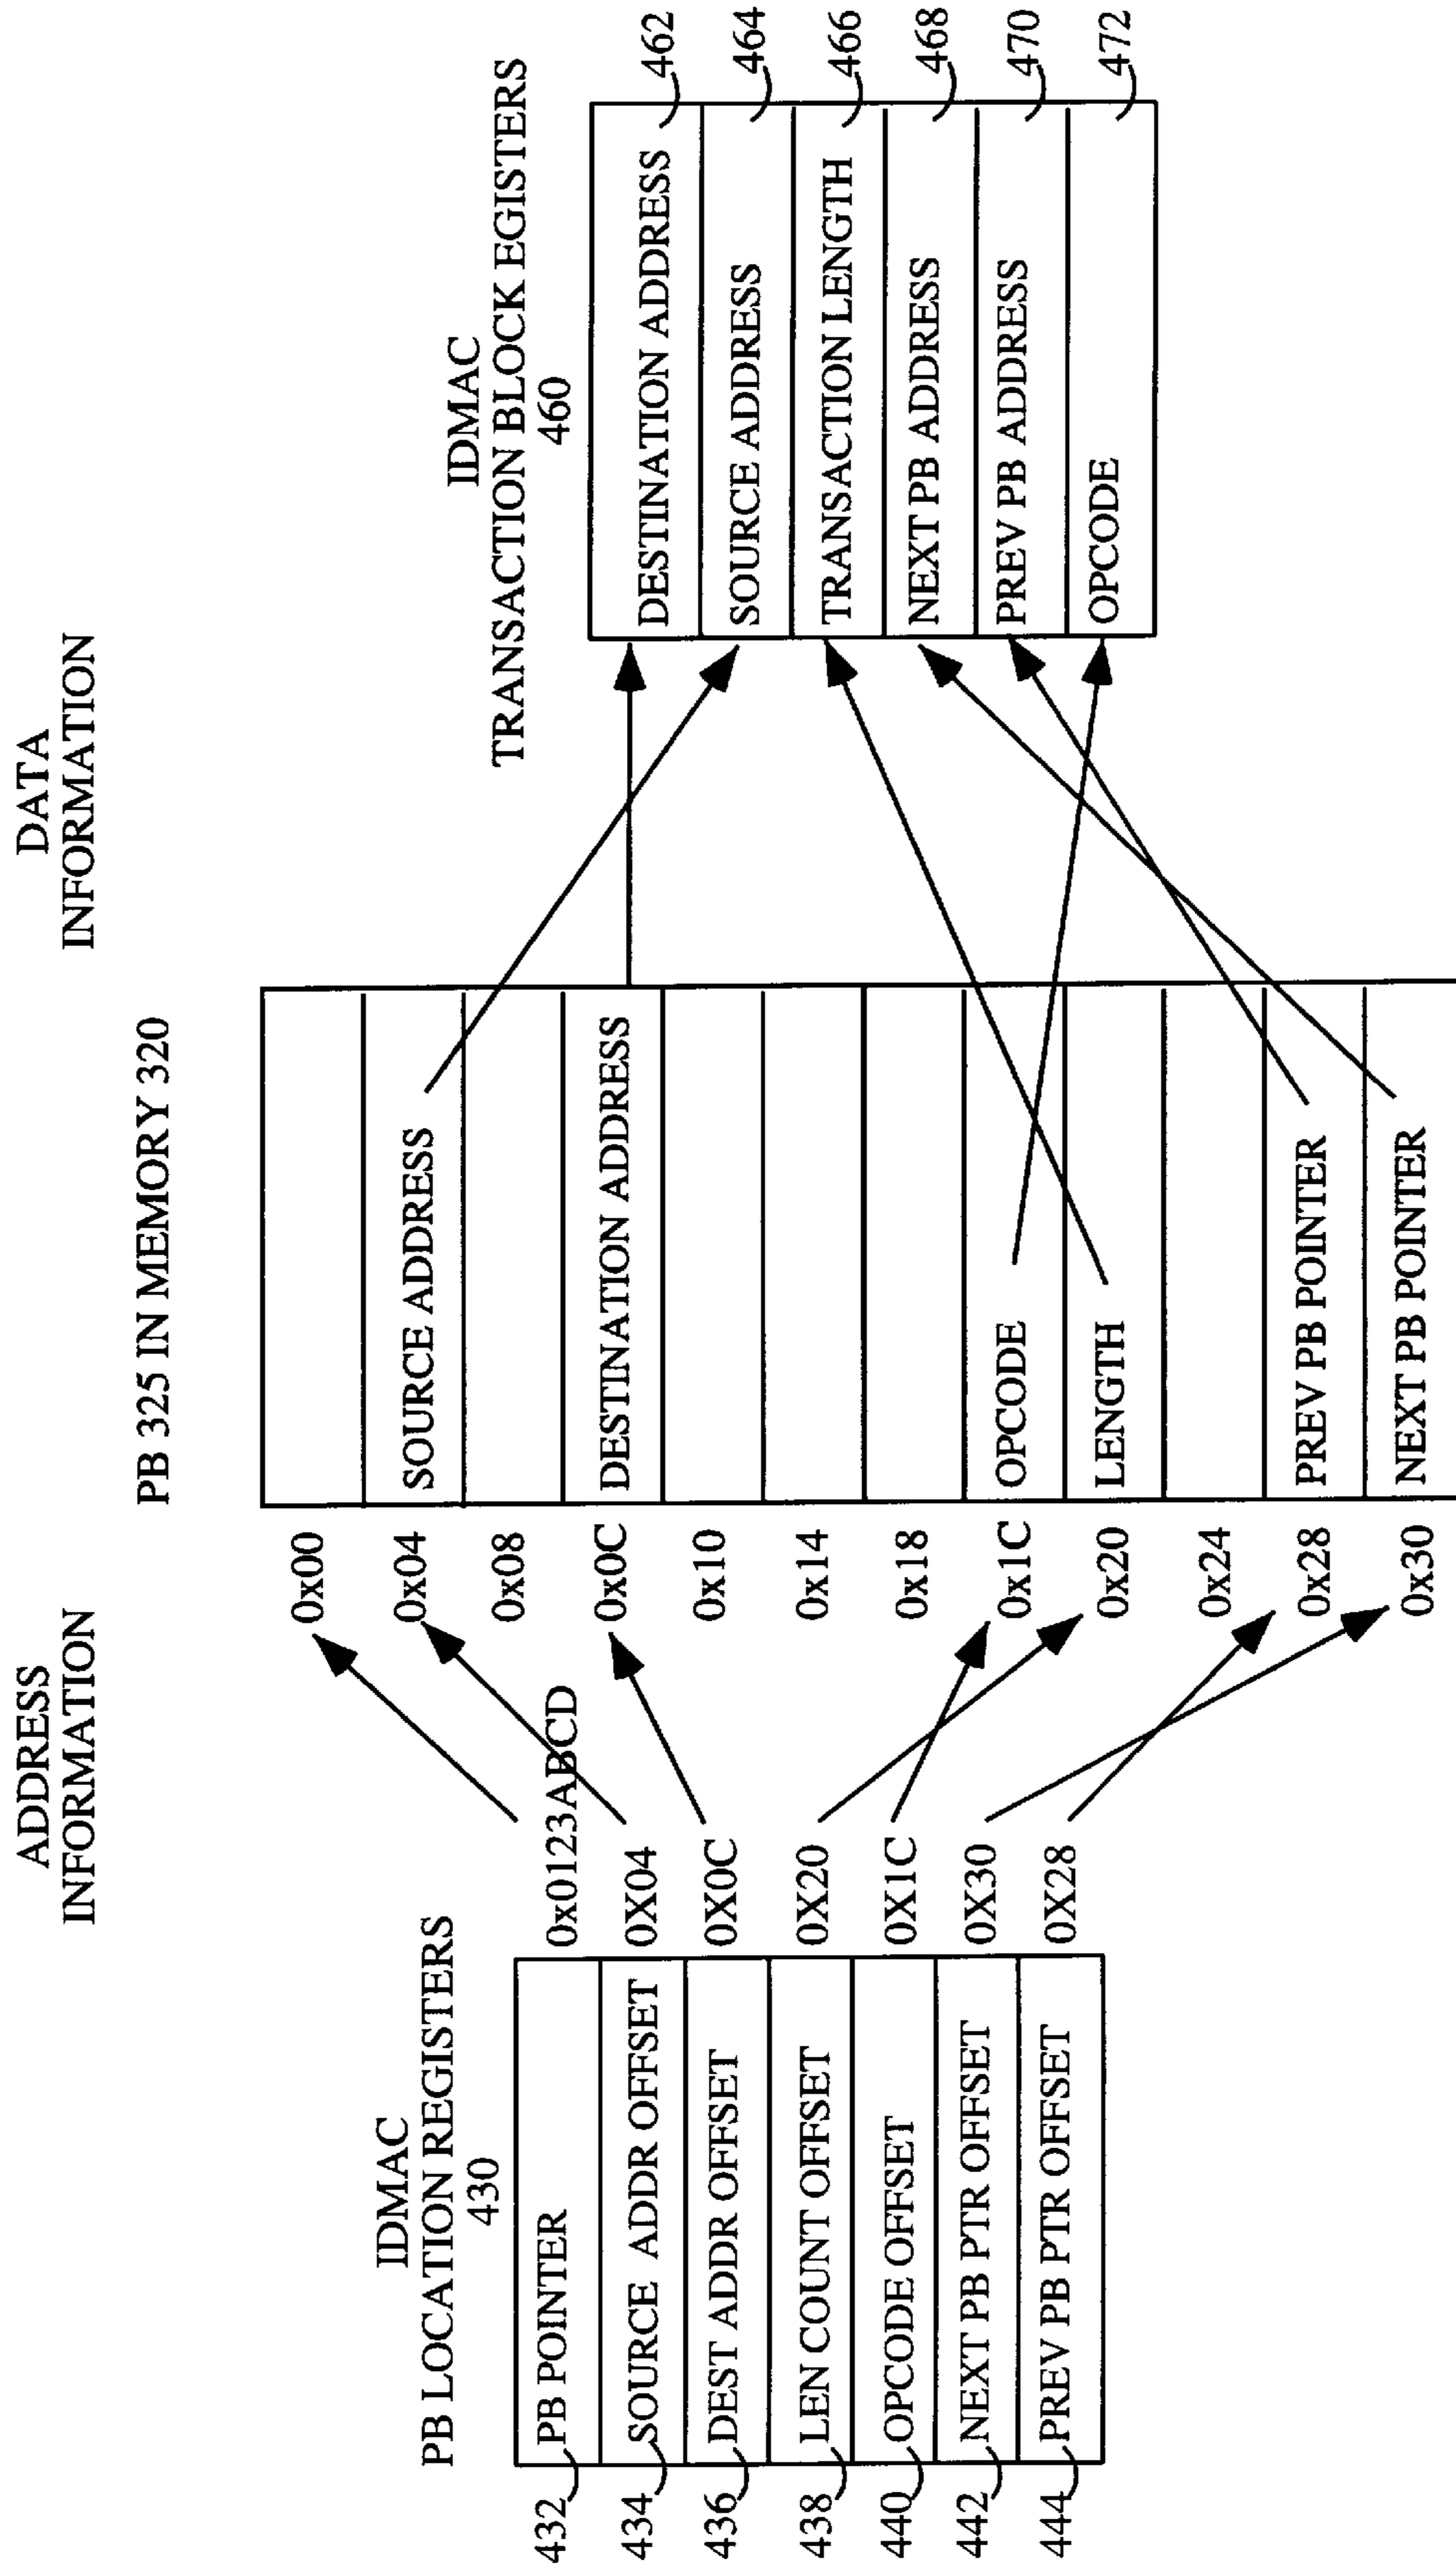 ADDRESS
INFORMATION
DATA
INFORMATION
IDMAC
PB LOCATION REGISTERS
430
432
PB POINTER
0x0123ABCD
434
SOURCE ADDR OFFSET
0X04
436
DEST ADDR OFFSET
0X0C
438
LEN COUNT OFFSET
0X20
440
OPCODE OFFSET
0X1C
442
NEXT PB PTR OFFSET
0X30
444
PREV PB PTR OFFSET
0X28
PB 325 IN MEMORY 320
0x00
0x04
SOURCE ADDRESS
0x08
0x0C
DESTINATION ADDRESS
0x10
0x14
0x18
0x1C
OPCODE
0x20
LENGTH
0x24
0x28
PREV PB POINTER
0x30
NEXT PB POINTER
IDMAC
TRANSACTION BLOCK EGISTERS
460
DESTINATION ADDRESS
462
SOURCE ADDRESS
464
TRANSACTION LENGTH
466
NEXT PB ADDRESS
468
PREV PB ADDRESS
470
OPCODE
472